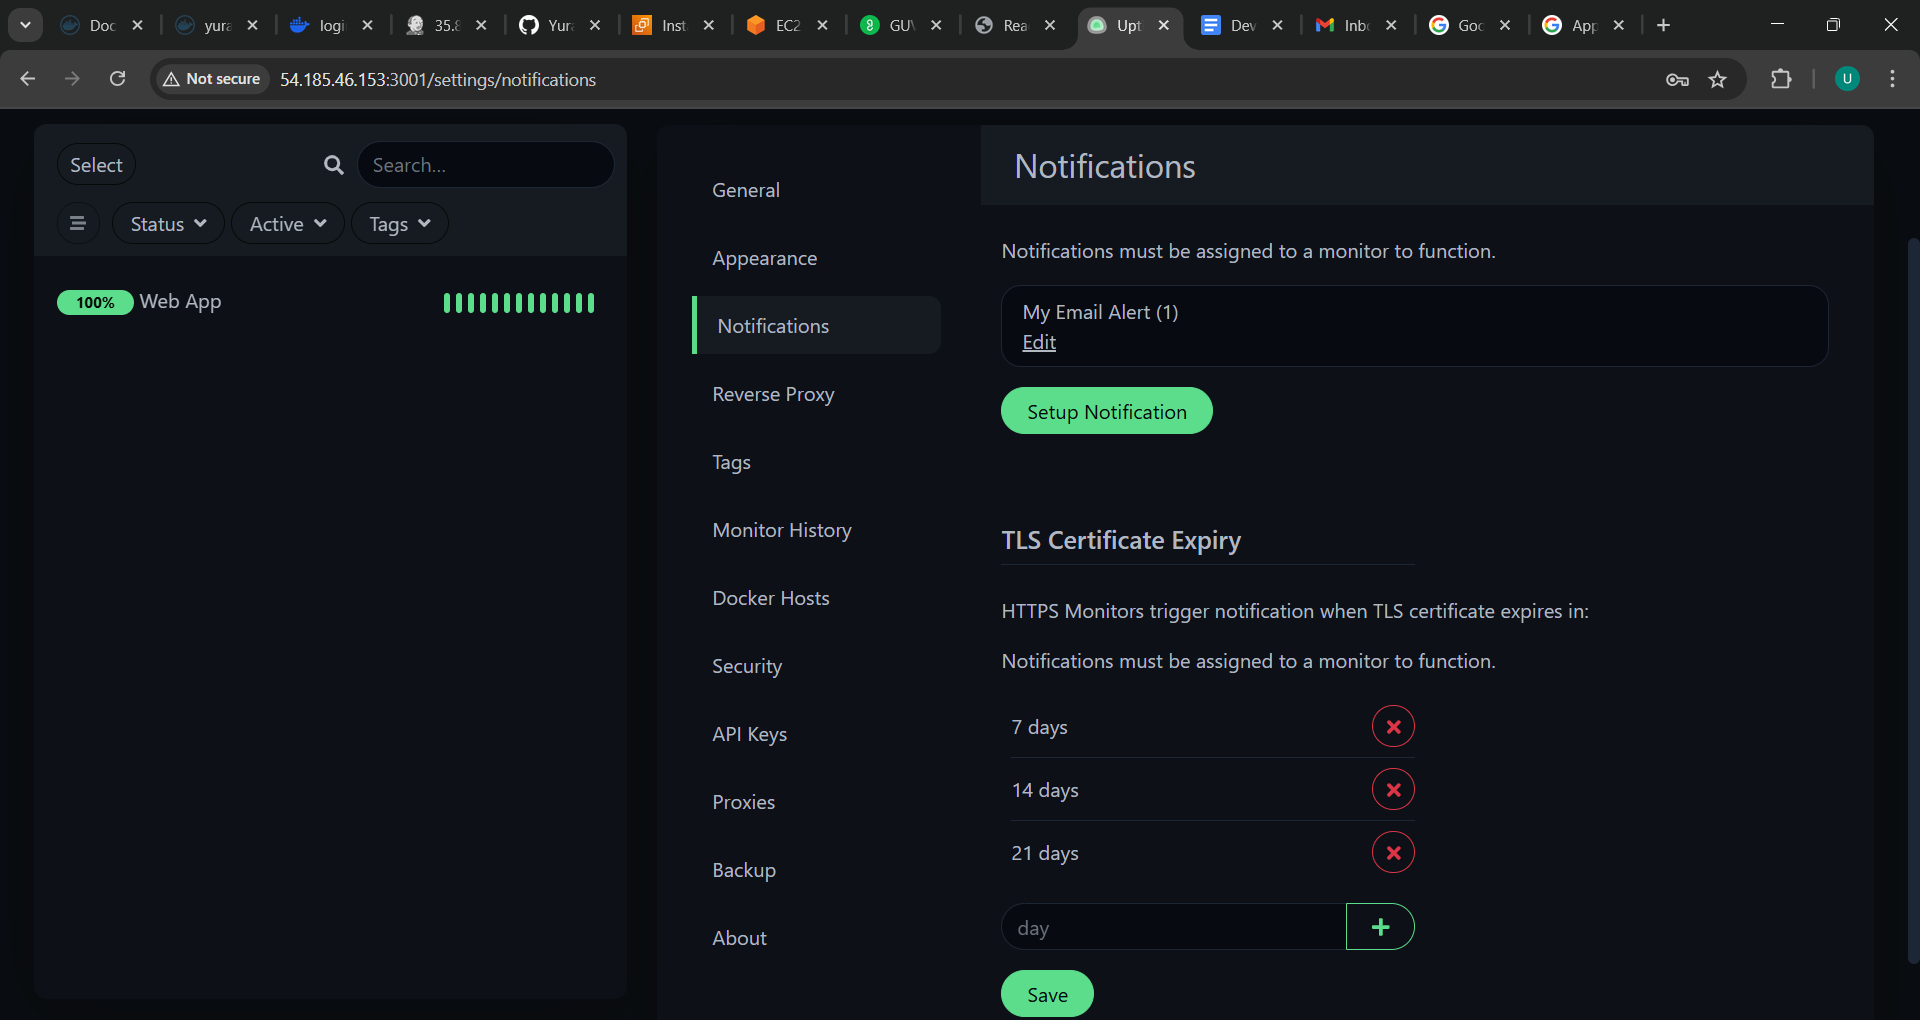 Doc
yura
logi
35.8
Yura
Inst
EC2
GUV
Rea
Upt
Dev
Inbo
Goo
App
Not secure
54.185.46.153:3001/settings/notifications
U
Select
Search...
Status
Active
Tags
100%
Web App
General
Appearance
Notifications
Reverse Proxy
Tags
Monitor History
Docker Hosts
Security
API Keys
Proxies
Backup
About
Notifications
Notifications must be assigned to a monitor to function.
My Email Alert (1)
Edit
Setup Notification
TLS Certificate Expiry
HTTPS Monitors trigger notification when TLS certificate expires in:
Notifications must be assigned to a monitor to function.
7 days
14 days
21 days
day
Save